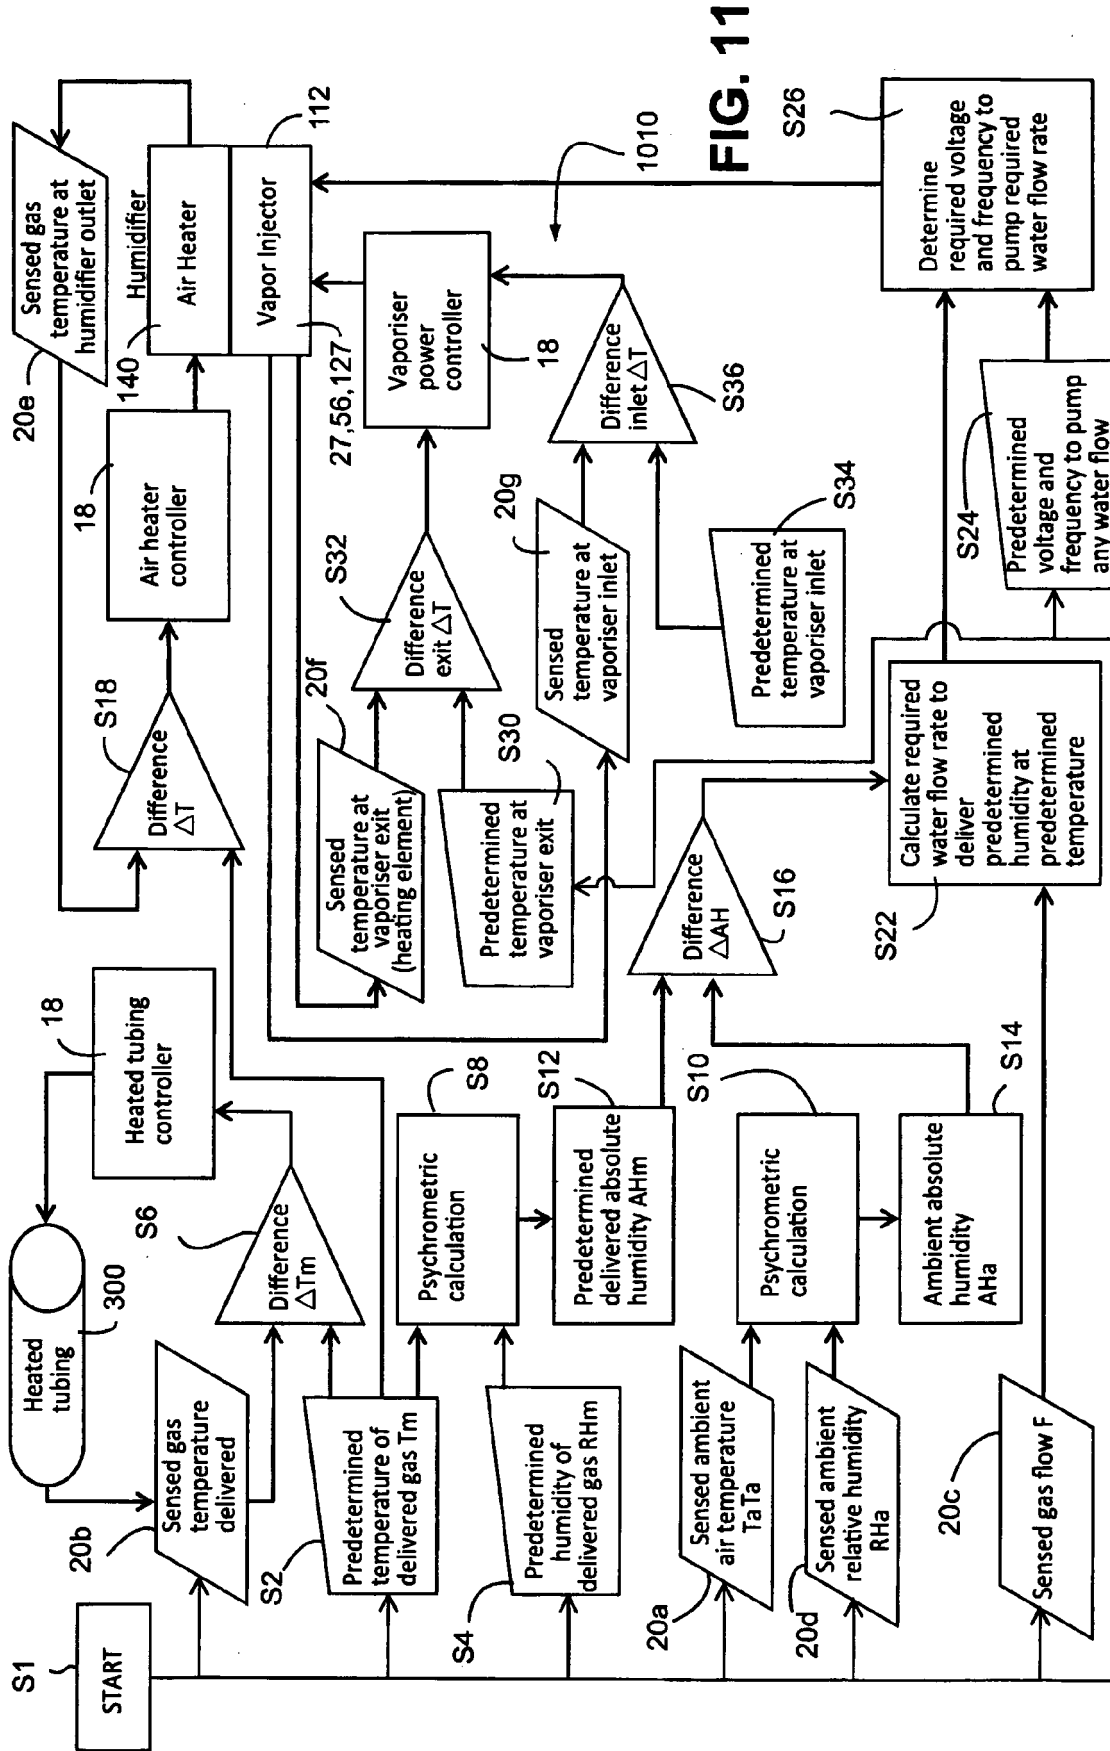 FIG. 11
S1
START
20b
Sensed gas
temperature
delivered
Heated
tubing
300
18
Heated tubing
controller
S6
Difference
△Tm
S2
Predetermined
temperature of
delivered gas Tm
S4
Predetermined
humidity of
delivered gas RHm
S8
Psychrometric
calculation
S12
Predetermined
delivered absolute
humidity AHm
20a
Sensed ambient
air temperature
TaTa
20d
Sensed ambient
relative humidity
RHa
S10
Psychrometric
calculation
S14
Ambient absolute
humidity
AHa
20c
Sensed gas flow F
S18
Difference
△T
18
Air heater
controller
20e
Sensed gas
temperature at
humidifier outlet
140
Humidifier
Air Heater
Vapor Injector
112
27,56,127
20f
Sensed
temperature at
vaporiser exit
(heating element)
S30
Predetermined
temperature at
vaporiser exit
S32
Difference
exit △T
Vaporiser
power
controller
18
1010
20g
Sensed
temperature at
vaporiser inlet
S34
Predetermined
temperature at
vaporiser inlet
S36
Difference
inlet △T
S16
Difference
△AH
S22
Calculate required
water flow rate to
deliver
predetermined
humidity at
predetermined
temperature
S24
Predetermined
voltage and
frequency to pump
any water flow
S26
Determine
required voltage
and frequency to
pump required
water flow rate